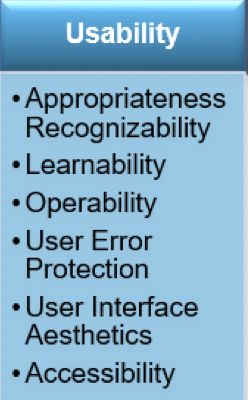 Usability
• Appropriateness
Recognizability
• Learnability
• Operability
• User Error
Protection
• User Interface
Aesthetics
• Accessibility